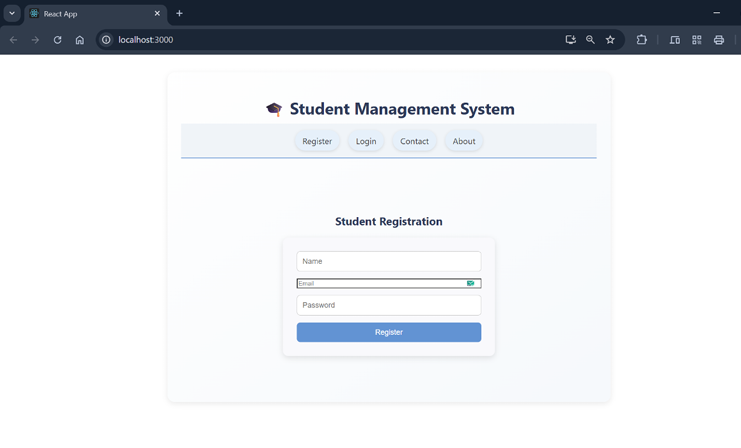 React App
localhost:3000
🎓 Student Management System
Register Login Contact About
Student Registration
Name
Email
Password
Register